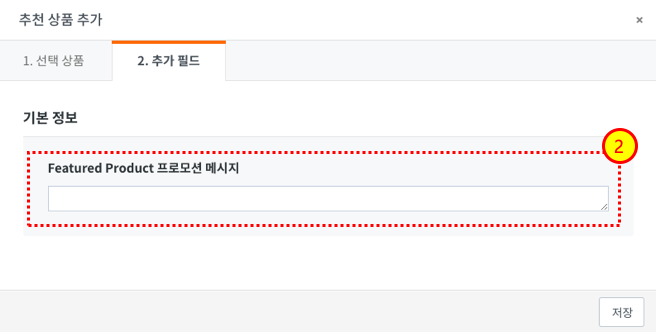 추천 상품 추가
×
1. 선택 상품
2. 추가 필드
기본 정보
2
Featured Product 프로모션 메시지
저장